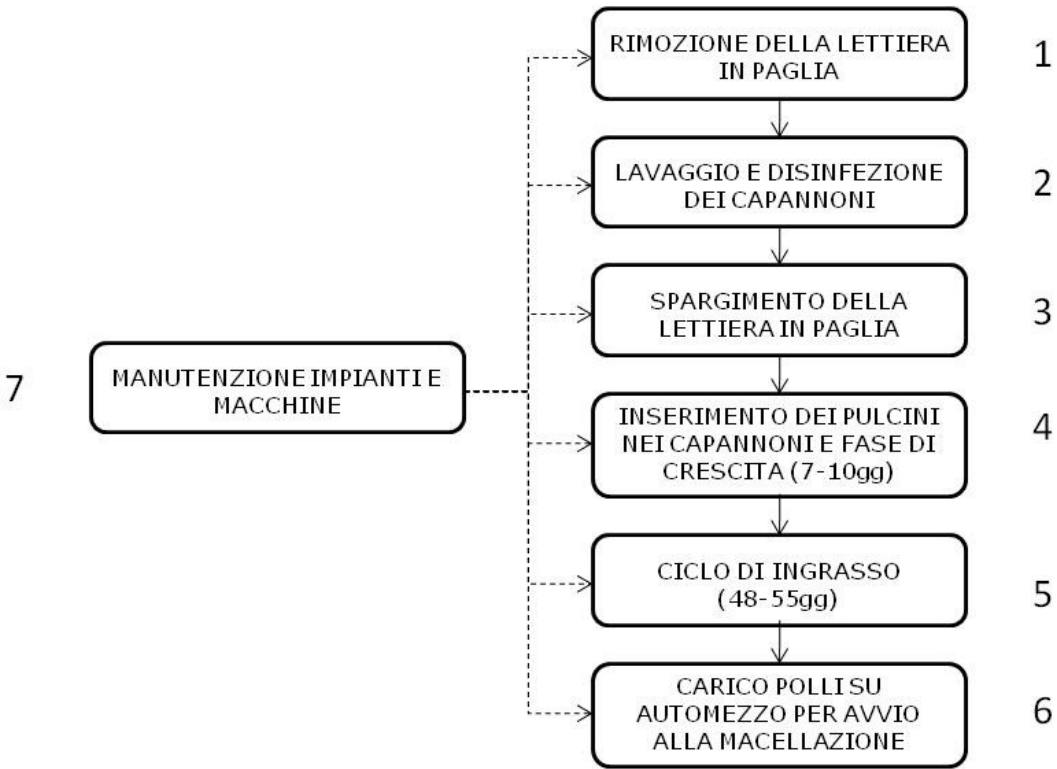 RIMOZIONE DELLA LETTIERA
IN PAGLIA
1
LAVAGGIO E DISINFEZIONE
DEI CAPANNONI
2
SPARGIMENTO DELLA
LETTIERA IN PAGLIA
3
7
MANUTENZIONE IMPIANTI E
MACCHINE
INSERIMENTO DEI PULCINI
NEI CAPANNONI E FASE DI
CRESCITA (7-10gg)
4
CICLO DI INGRASSO
(48-55gg)
5
CARICO POLLI SU
AUTOMEZZO PER AVVIO
ALLA MACELLAZIONE
6